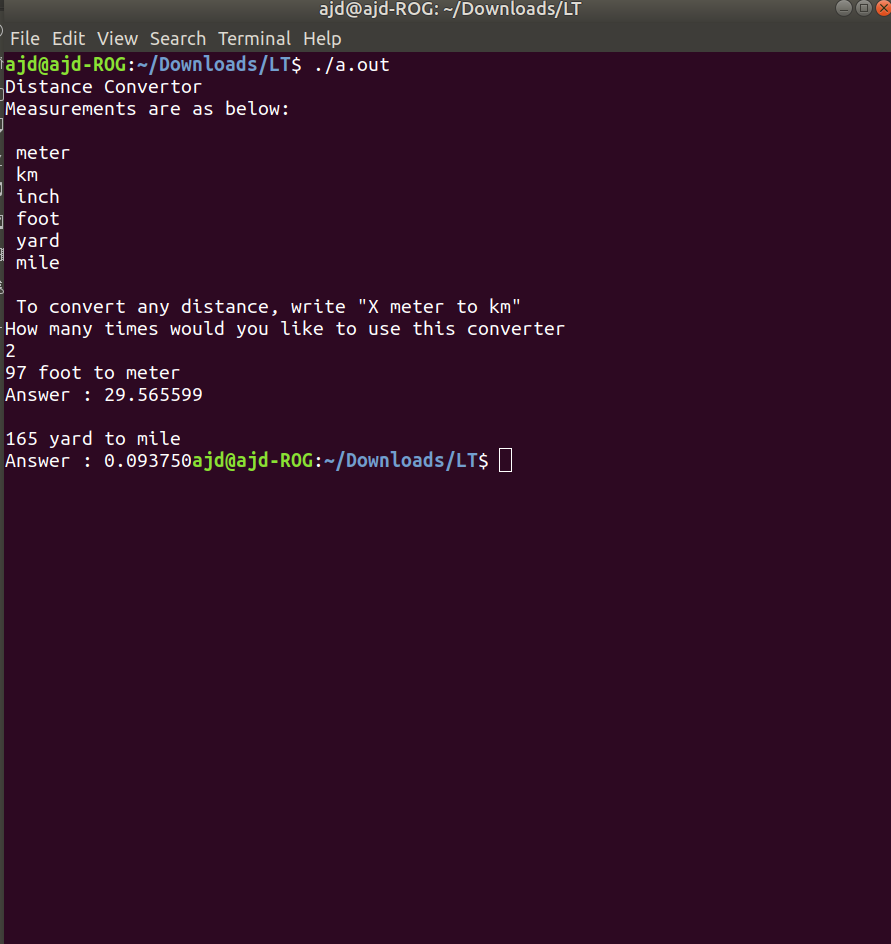 ajd@ajd-ROG: ~/Downloads/LT
File Edit View Search Terminal Help
ajd@ajd-ROG:~/Downloads/LT$ ./a.out
Distance Convertor
Measurements are as below:
meter
km
inch
foot
yard
mile
To convert any distance, write "X meter to km"
How many times would you like to use this converter
2
97 foot to meter
Answer : 29.565599
165 yard to mile
Answer : 0.093750ajd@ajd-ROG:~/Downloads/LT$